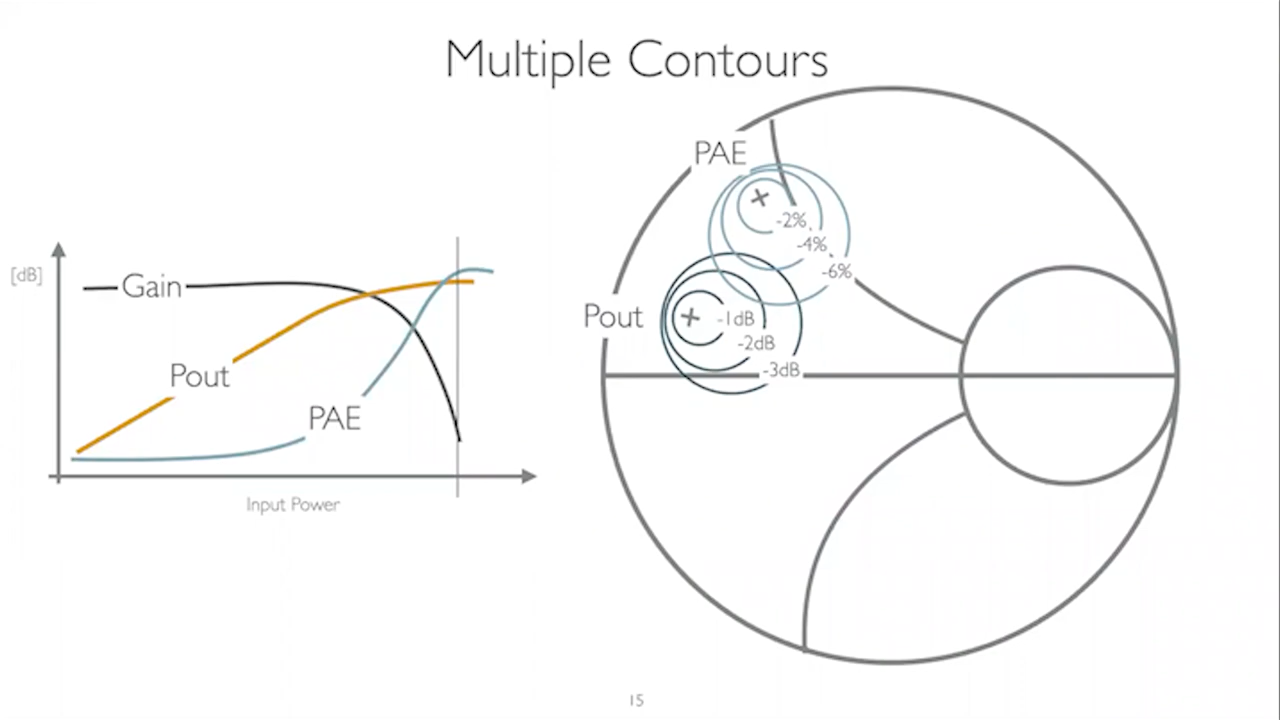 Multiple Contours
[dB]
Gain
Pout
PAE
Input Power
PAE
-2%
-4%
-6%
Pout
-1dB
-2dB
-3dB
15